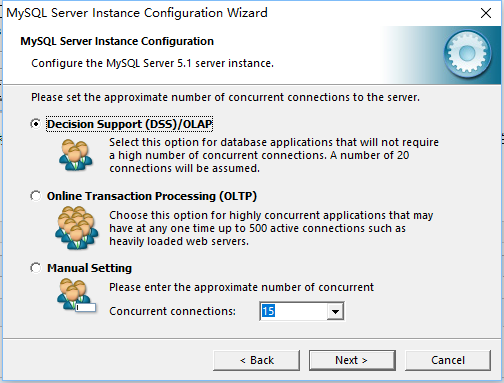 MySQL Server Instance Configuration Wizard
MySQL Server Instance Configuration
Configure the MySQL Server 5.1 server instance.
Please set the approximate number of concurrent connections to the server.
Decision Support (DSS)/OLAP
Select this option for database applications that will not require
a high number of concurrent connections. A number of 20
connections will be assumed.
Online Transaction Processing (OLTP)
Choose this option for highly concurrent applications that may
have at any one time up to 500 active connections such as
heavily loaded web servers.
Manual Setting
Please enter the approximate number of concurrent
Concurrent connections: 15
< Back Next > Cancel